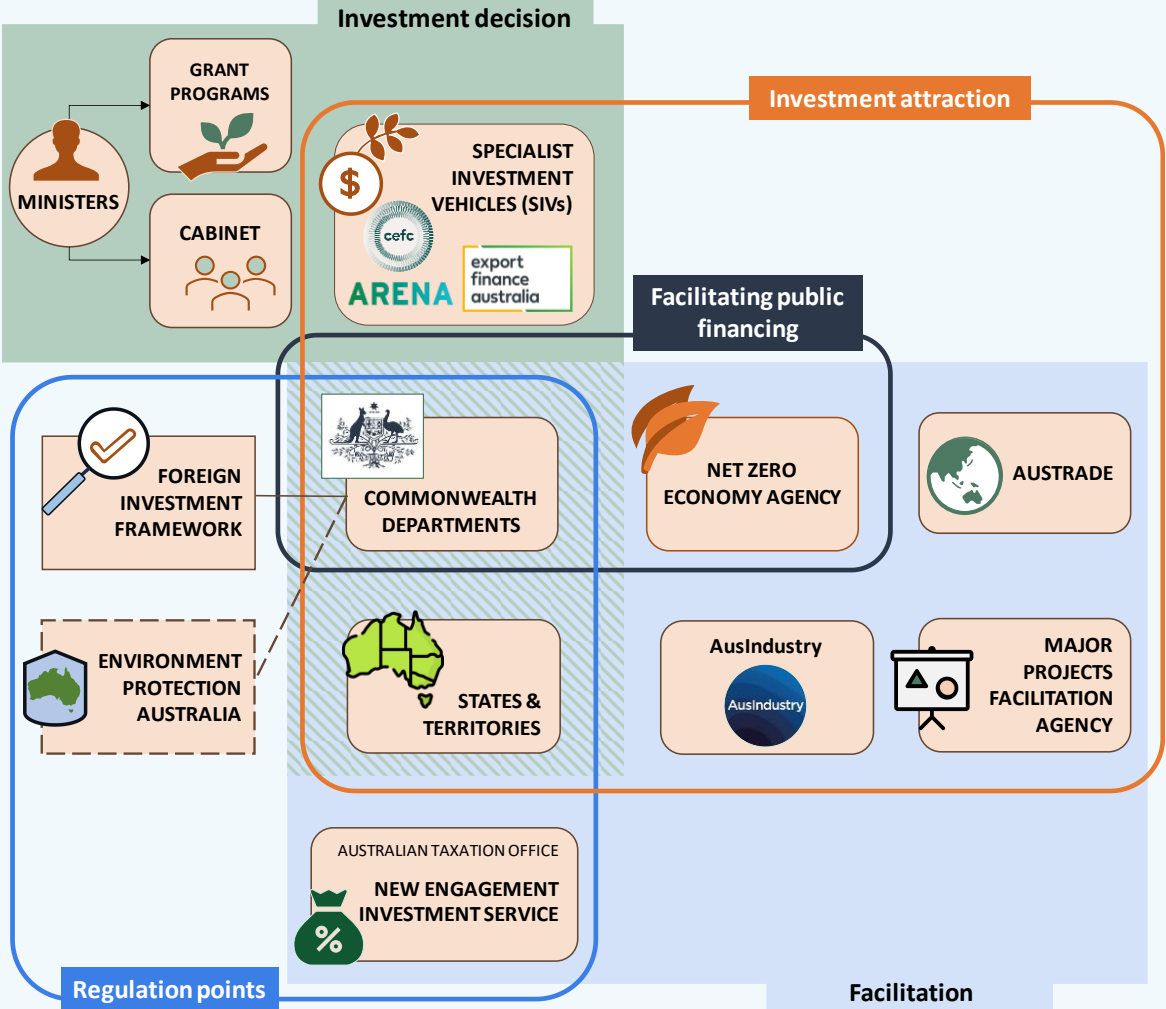 Investment decision
GRANT
PROGRAMS
MINISTERS
CABINET
Investment attraction
$
SPECIALIST
INVESTMENT
VEHICLES (SIVs)
cefc
ARENA
export
finance
australia
Facilitating public
financing
FOREIGN
INVESTMENT
FRAMEWORK
COMMONWEALTH
DEPARTMENTS
NET ZERO
ECONOMY AGENCY
AUSTRADE
ENVIRONMENT
PROTECTION
AUSTRALIA
STATES &
TERRITORIES
AusIndustry
AusIndustry
MAJOR
PROJECTS
FACILITATION
AGENCY
AUSTRALIAN TAXATION OFFICE
NEW ENGAGEMENT
INVESTMENT SERVICE
%
Regulation points
Facilitation